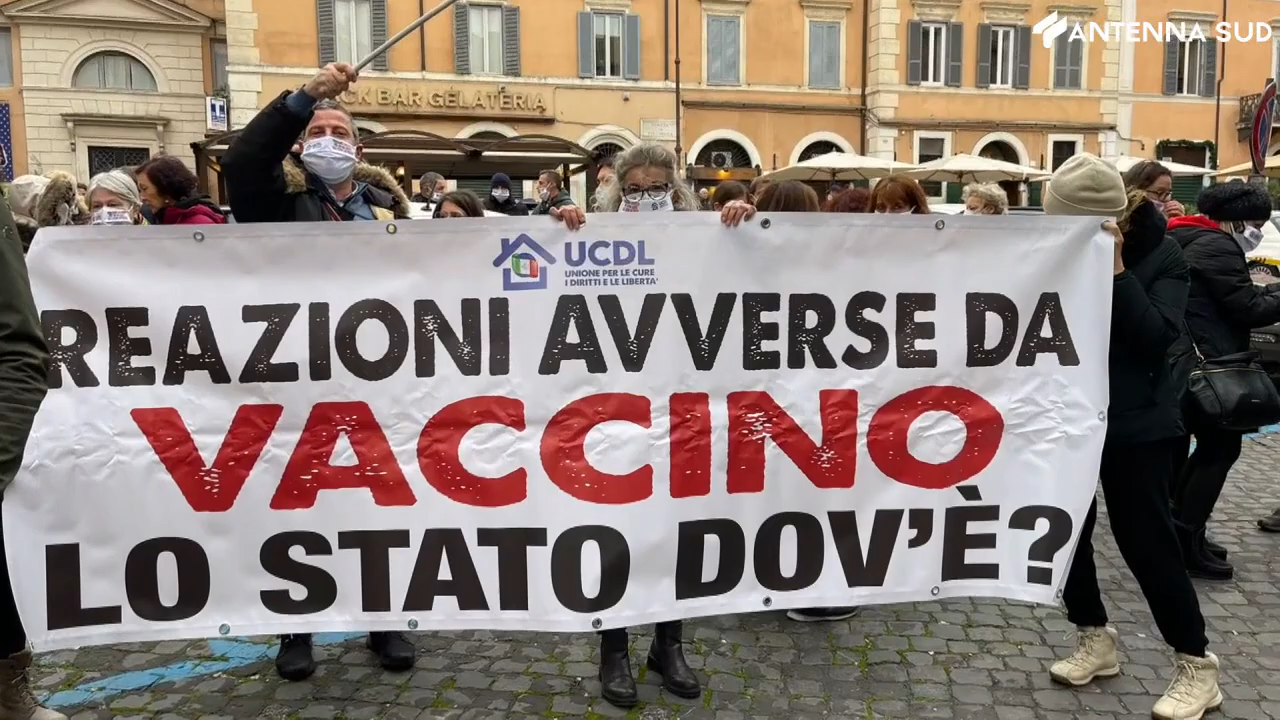 ANTENNA SUD
CK BAR GELATERIA
UCDL
UNIONE PER LE CURE
I DIRITTI E LE LIBERTA'
REAZIONI AVVERSE DA
VACCINO
LO STATO DOV'È?